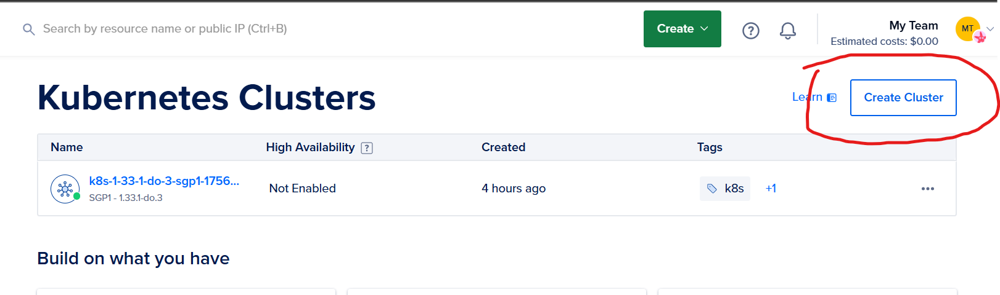 Search by resource name or public IP (Ctrl+B)
Create
?
My Team
Estimated costs: $0.00
MT
Kubernetes Clusters
Learn
Create Cluster
Name
High Availability ?
Created
Tags
k8s-1-33-1-do-3-sgp1-1756...
SGP1 - 1.33.1-do.3
Not Enabled
4 hours ago
k8s
+1
Build on what you have